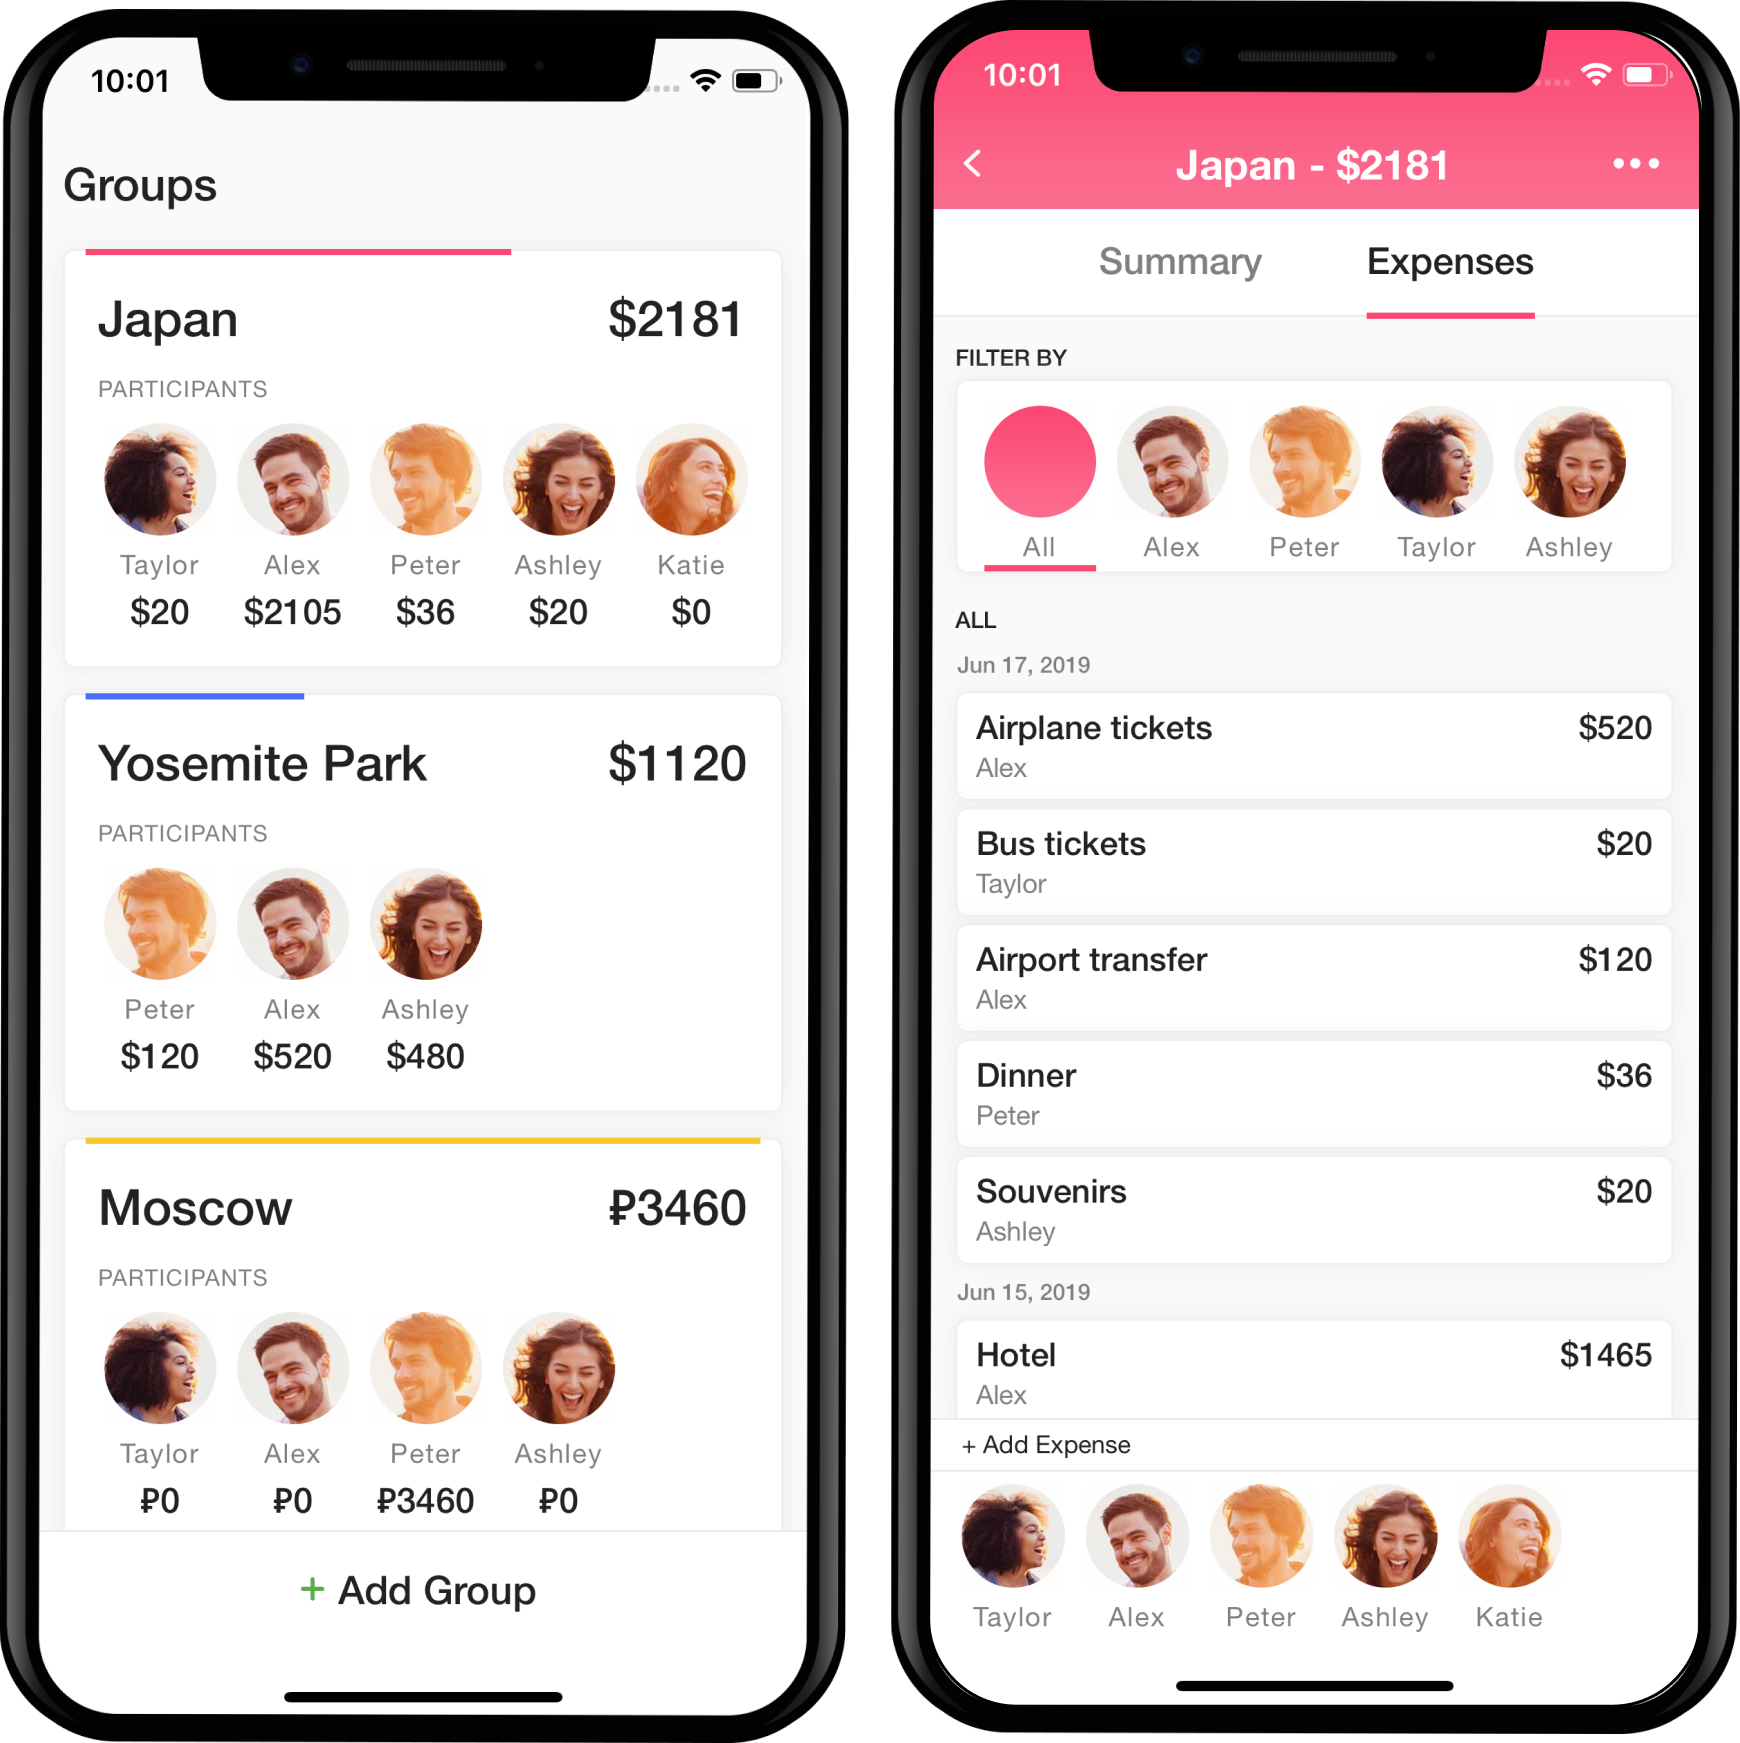 10:01
Groups
Japan $2181
PARTICIPANTS
Taylor Alex Peter Ashley Katie
$20 $2105 $36 $20 $0
Yosemite Park $1120
PARTICIPANTS
Peter Alex Ashley
$120 $520 $480
Moscow ₽3460
PARTICIPANTS
Taylor Alex Peter Ashley
₽0 ₽0 ₽3460 ₽0
+ Add Group
10:01
Japan - $2181
Summary Expenses
FILTER BY
All Alex Peter Taylor Ashley
ALL
Jun 17, 2019
Airplane tickets $520
Alex
Bus tickets $20
Taylor
Airport transfer $120
Alex
Dinner $36
Peter
Souvenirs $20
Ashley
Jun 15, 2019
Hotel $1465
Alex
+ Add Expense
Taylor Alex Peter Ashley Katie